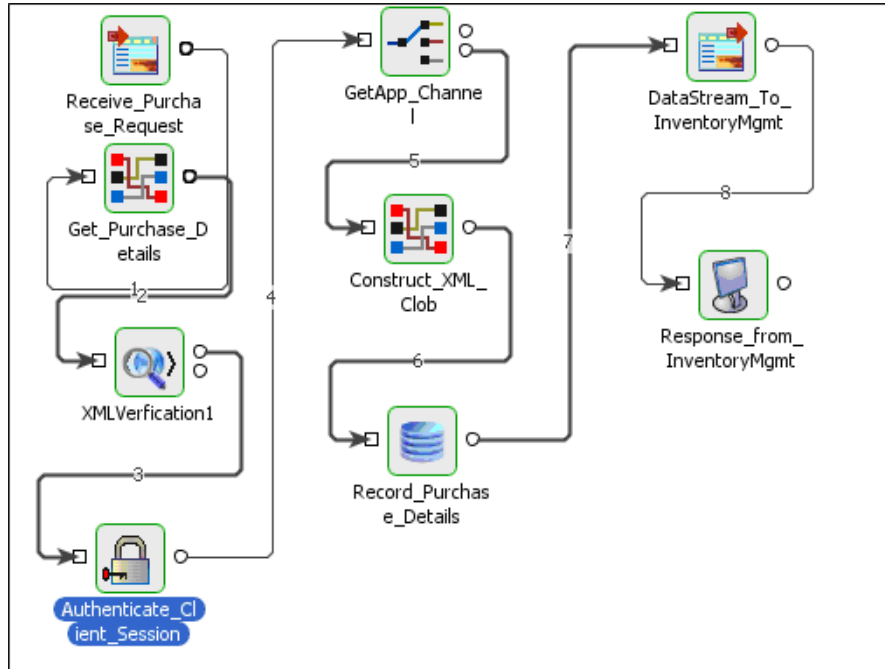 Receive_Purcha
se_Request
Get_Purchase_D
etails
1
2
XMLVerfication1
3
Authenticate_Cl
ient_Session
4
GetApp_Channe
l
5
Construct_XML_
Clob
6
Record_Purchas
e_Details
7
DataStream_To_
InventoryMgmt
8
Response_from_
InventoryMgmt